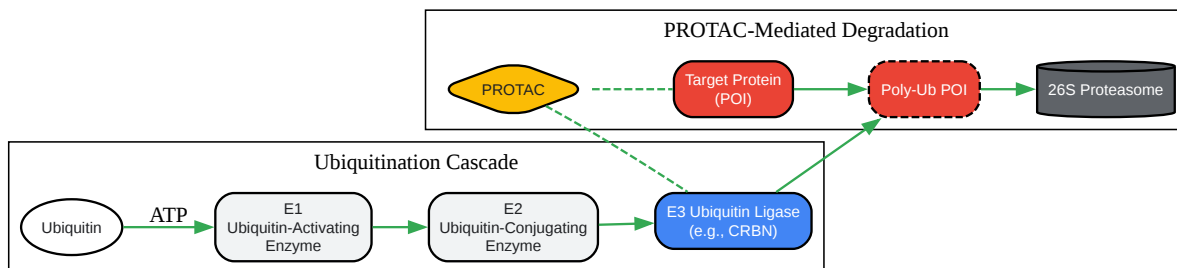 PROTAC-Mediated Degradation
PROTAC
Target Protein
(POI)
Poly-Ub POI
26S Proteasome
Ubiquitination Cascade
Ubiquitin
ATP
E1
Ubiquitin-Activating
Enzyme
E2
Ubiquitin-Conjugating
Enzyme
E3 Ubiquitin Ligase
(e.g., CRBN)